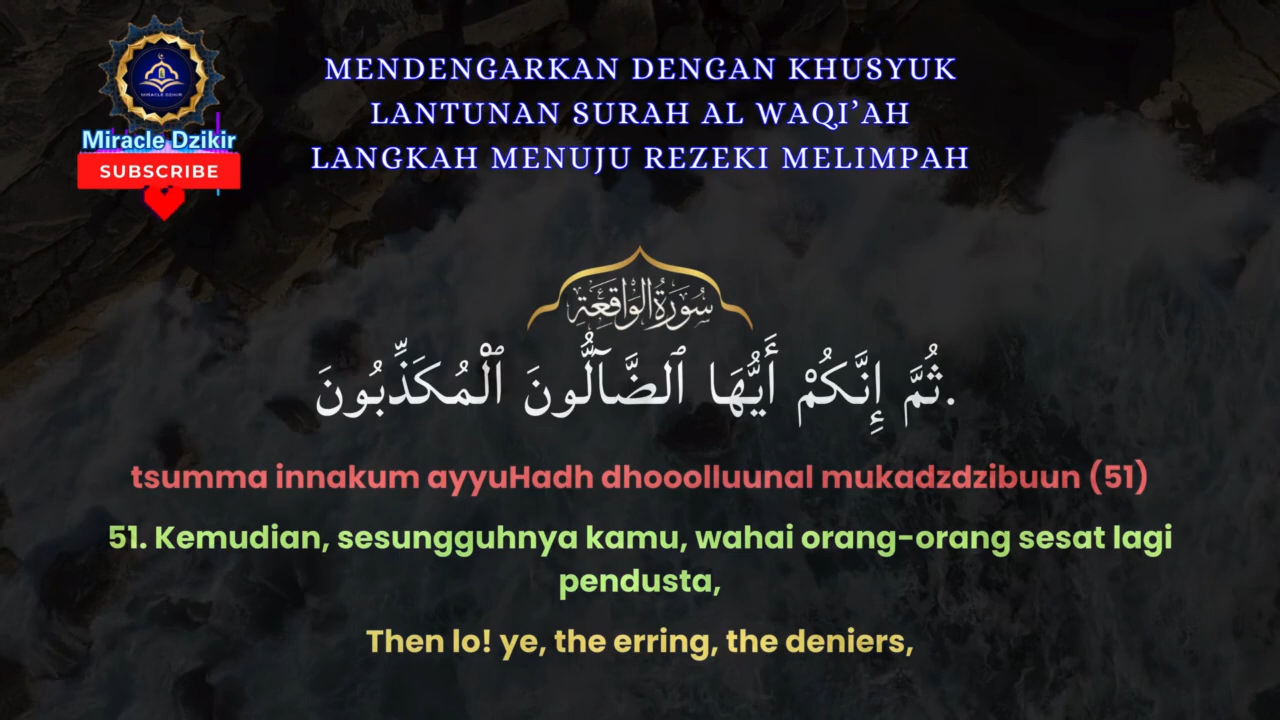 MENDENGARKAN DENGAN KHUSYUK
LANTUNAN SURAH AL WAQI’AH
LANGKAH MENUJU REZEKI MELIMPAH
MIRACLE DZIKIR
Miracle Dzikir
SUBSCRIBE
سُورَةُ الوَاقِعَةِ
ثُمَّ إِنَّكُمْ أَيُّهَا ٱلضَّآلُّونَ ٱلْمُكَذِّبُونَ.
tsumma innakum ayyuHadh dhooolluunal mukadzdzibuun (51)
51. Kemudian, sesungguhnya kamu, wahai orang-orang sesat lagi
pendusta,
Then lo! ye, the erring, the deniers,